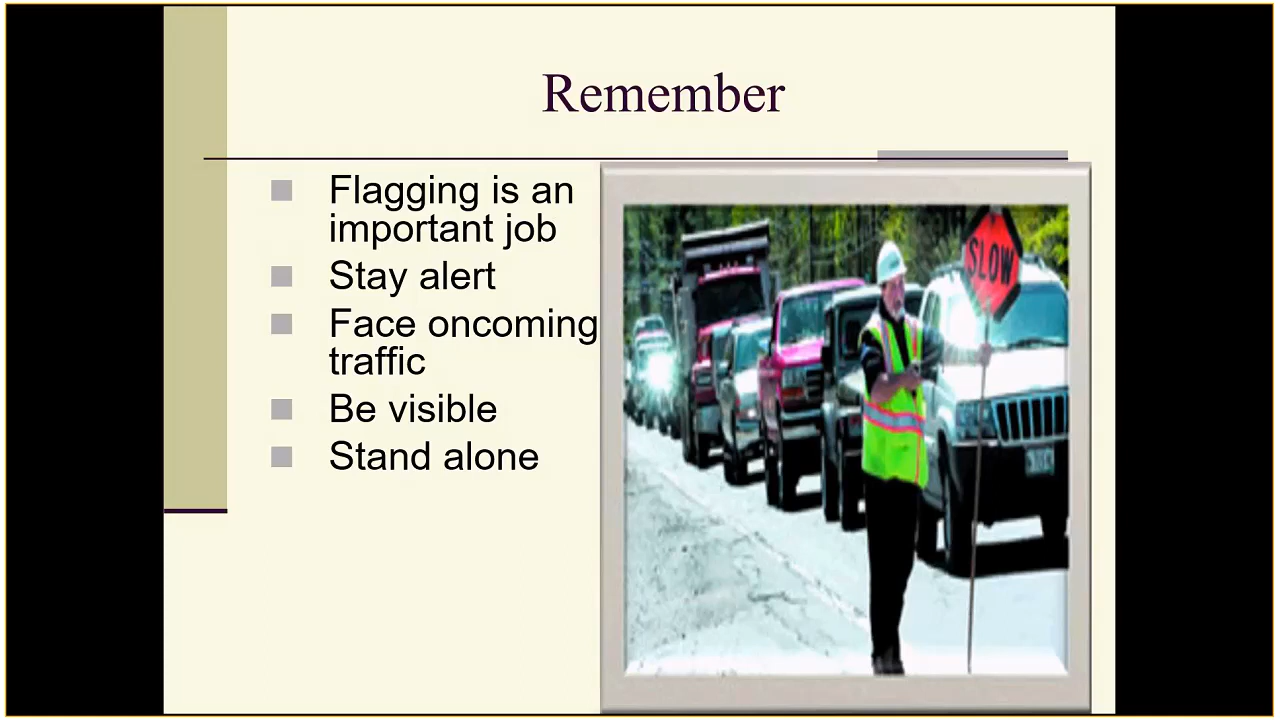 Remember
Flagging is an
important job
Stay alert
Face oncoming
traffic
Be visible
Stand alone
SLOW